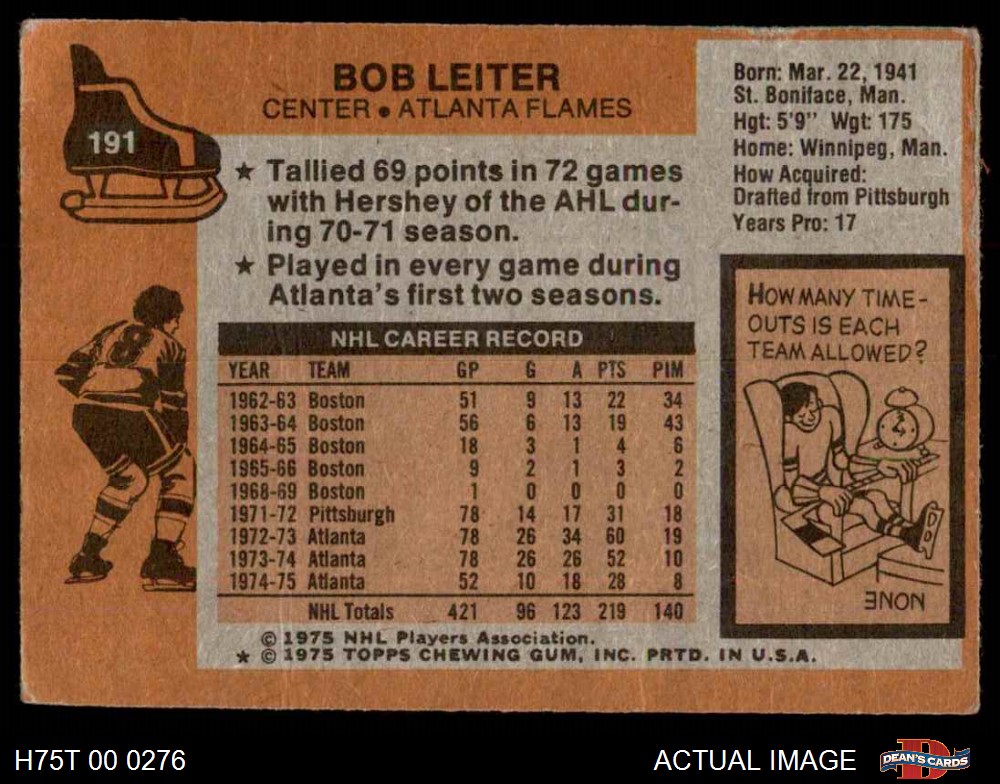 191
BOB LEITER
CENTER • ATLANTA FLAMES
★ Tallied 69 points in 72 games
with Hershey of the AHL dur-
ing 70-71 season.
★ Played in every game during
Atlanta's first two seasons.
Born: Mar. 22, 1941
St. Boniface, Man.
Hgt: 5'9" Wgt: 175
Home: Winnipeg, Man.
How Acquired:
Drafted from Pittsburgh
Years Pro: 17
NHL CAREER RECORD
YEAR TEAM GP G A PTS PIM
1962-63 Boston 51 9 13 22 34
1963-64 Boston 56 6 13 19 43
1964-65 Boston 18 3 1 4 6
1965-66 Boston 9 2 1 3 2
1968-69 Boston 1 0 0 0 0
1971-72 Pittsburgh 78 14 17 31 18
1972-73 Atlanta 78 26 34 60 19
1973-74 Atlanta 78 26 26 52 10
1974-75 Atlanta 52 10 18 28 8
NHL Totals 421 96 123 219 140
© 1975 NHL Players Association.
★ © 1975 TOPPS CHEWING GUM, INC. PRTD. IN U.S.A.
HOW MANY TIME-
OUTS IS EACH
TEAM ALLOWED?
NONE
8
H75T 00 0276
ACTUAL IMAGE
D
DEAN'S CARDS